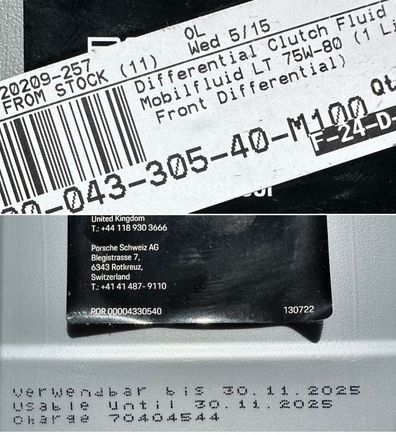 20209-257
FROM STOCK (11)
OL
Wed 5/15
Differential Clutch Fluid
Mobilfluid LT 75W-80 (1 Li
Front Differential)
00-043-305-40-M100
F-24-D-
United Kingdom
T.: +44 118 930 3666
Porsche Schweiz AG
Blegistrasse 7,
6343 Rotkreuz,
Switzerland
T.: +41 41 487- 9110
POR 00004330540
130722
Verwendbar bis 30.11.2025
Usable Until 30.11.2025
Charge 70404544